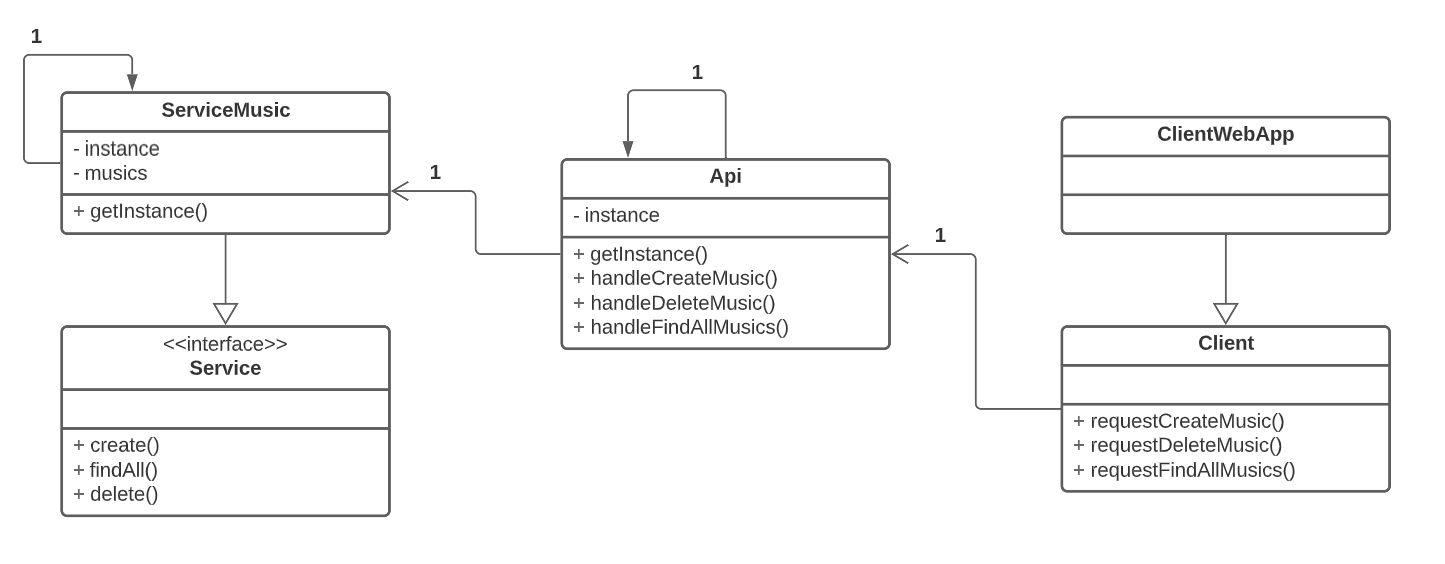 1
ServiceMusic
- instance
- musics
+ getInstance()
<<interface>>
Service
+ create()
+ findAll()
+ delete()
1
1
Api
- instance
+ getInstance()
+ handleCreateMusic()
+ handleDeleteMusic()
+ handleFindAllMusics()
1
ClientWebApp
Client
+ requestCreateMusic()
+ requestDeleteMusic()
+ requestFindAllMusics()